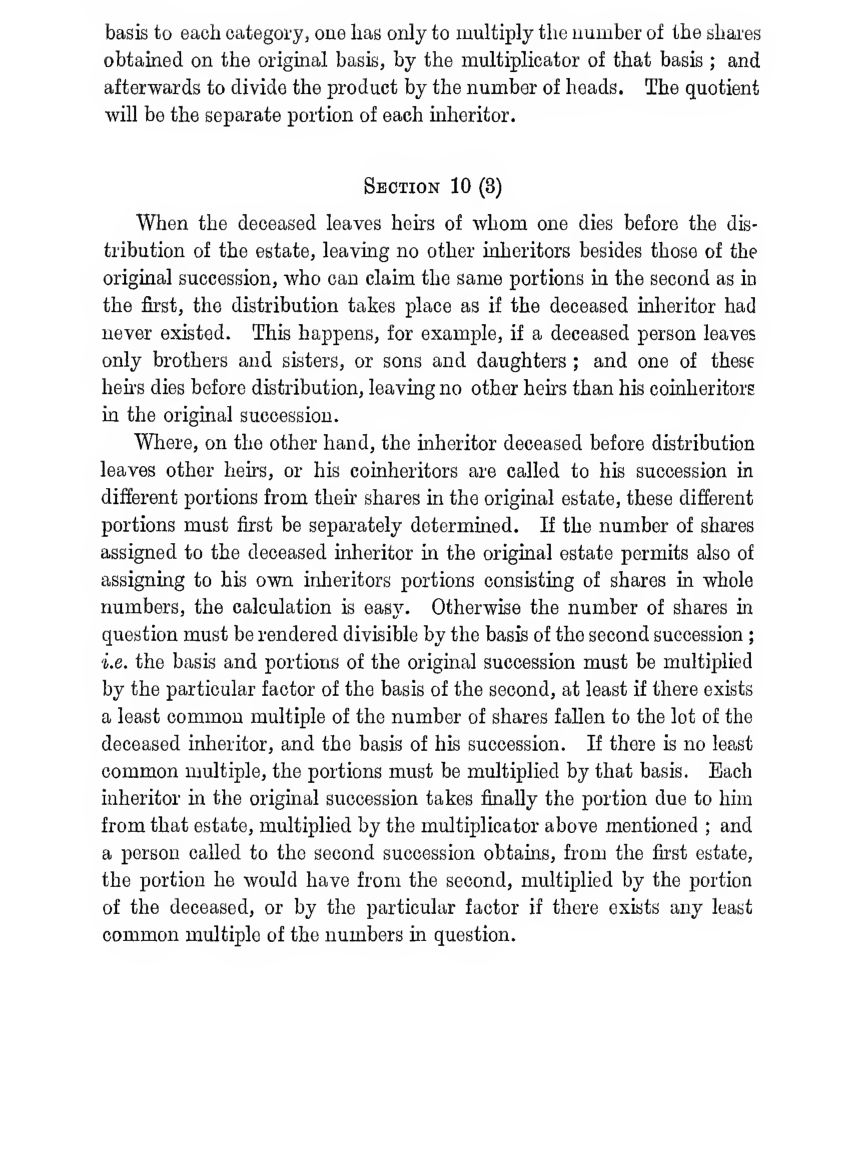 basis to each category, one has only to multiply the number of the shares
obtained on the original basis, by the multiplicator of that basis ; and
afterwards to divide the product by the number of heads. The quotient
will be the separate portion of each inheritor.
SECTION 10 (3)
When the deceased leaves heirs of whom one dies before the dis-
tribution of the estate, leaving no other inheritors besides those of the
original succession, who can claim the same portions in the second as in
the first, the distribution takes place as if the deceased inheritor had
never existed. This happens, for example, if a deceased person leaves
only brothers and sisters, or sons and daughters ; and one of these
heirs dies before distribution, leaving no other heirs than his coinheritors
in the original succession.
Where, on the other hand, the inheritor deceased before distribution
leaves other heirs, or his coinheritors are called to his succession in
different portions from their shares in the original estate, these different
portions must first be separately determined. If the number of shares
assigned to the deceased inheritor in the original estate permits also of
assigning to his own inheritors portions consisting of shares in whole
numbers, the calculation is easy. Otherwise the number of shares in
question must be rendered divisible by the basis of the second succession ;
i.e. the basis and portions of the original succession must be multiplied
by the particular factor of the basis of the second, at least if there exists
a least common multiple of the number of shares fallen to the lot of the
deceased inheritor, and the basis of his succession. If there is no least
common multiple, the portions must be multiplied by that basis. Each
inheritor in the original succession takes finally the portion due to him
from that estate, multiplied by the multiplicator above mentioned ; and
a person called to the second succession obtains, from the first estate,
the portion he would have from the second, multiplied by the portion
of the deceased, or by the particular factor if there exists any least
common multiple of the numbers in question.